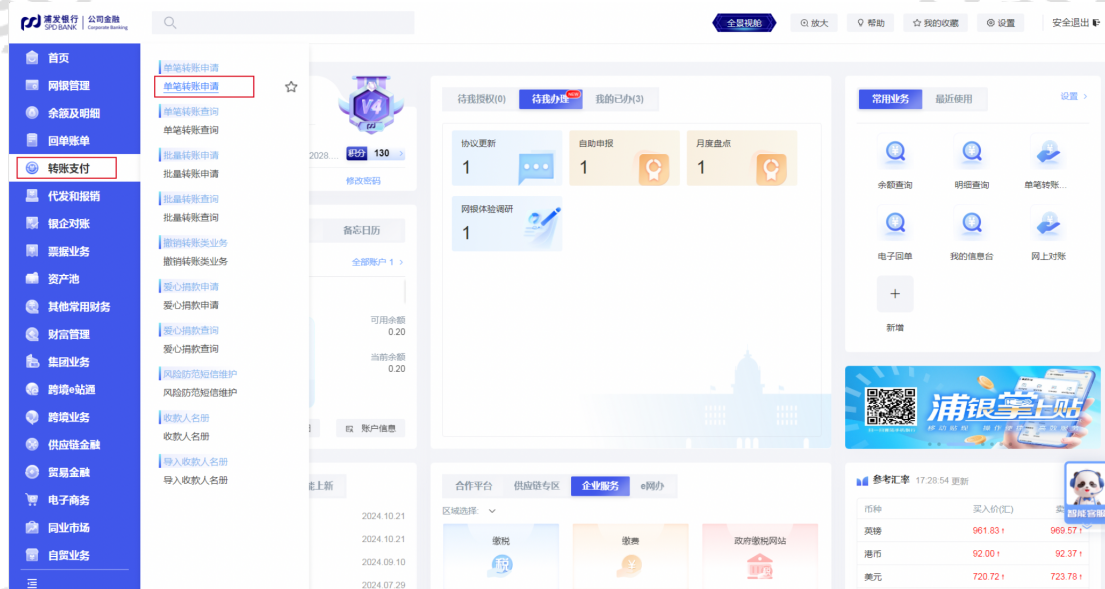 浦发银行 公司金融
SPD BANK Corporate Banking
全景视舱
放大
帮助
我的收藏
设置
安全退出
首页
网银管理
余额及明细
回单账单
转账支付
代发和报销
银企对账
票据业务
资产池
其他常用财务
财富管理
集团业务
跨境e站通
跨境业务
供应链金融
贸易金融
电子商务
同业市场
自贸业务
单笔转账申请
单笔转账申请
单笔转账查询
单笔转账查询
批量转账申请
批量转账申请
批量转账查询
批量转账查询
撤销转账类业务
撤销转账类业务
爱心捐款申请
爱心捐款申请
爱心捐款查询
爱心捐款查询
风险防范短信维护
风险防范短信维护
收款人名册
收款人名册
导入收款人名册
导入收款人名册
V4
2028...
积分 130
修改密码
备忘日历
全部账户 1
可用余额
0.20
当前余额
0.20
账户信息
能上新
2024.10.21
2024.10.21
2024.09.10
2024.07.29
待我授权(0)
待我办理
NEW
我的已办(3)
协议更新
1
自助申报
1
月度盘点
1
网银体验调研
1
合作平台
供应链专区
企业服务
e网办
区域选择:
缴税
税
缴费
政府缴税网站
常用业务
最近使用
设置
余额查询
明细查询
单笔转账...
电子回单
我的信息台
网上对账
新增
浦银掌上贴
参考汇率 17:28:54 更新
币种 买入价(汇)
英镑 961.83↑ 969.57↑
港币 92.00↑ 92.37↑
美元 720.72↑ 723.78↑
智能客服